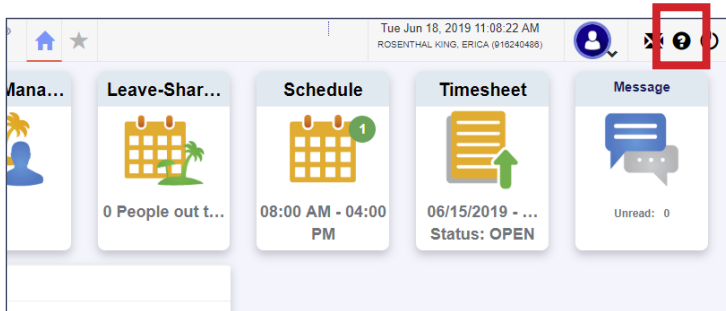 Tue Jun 18, 2019 11:08:22 AM
ROSENTHAL KING, ERICA (916240486)
?
Mana...
Leave-Shar...
Schedule
Timesheet
Message
1
0 People out t...
08:00 AM - 04:00
PM
06/15/2019 - ...
Status: OPEN
Unread: 0